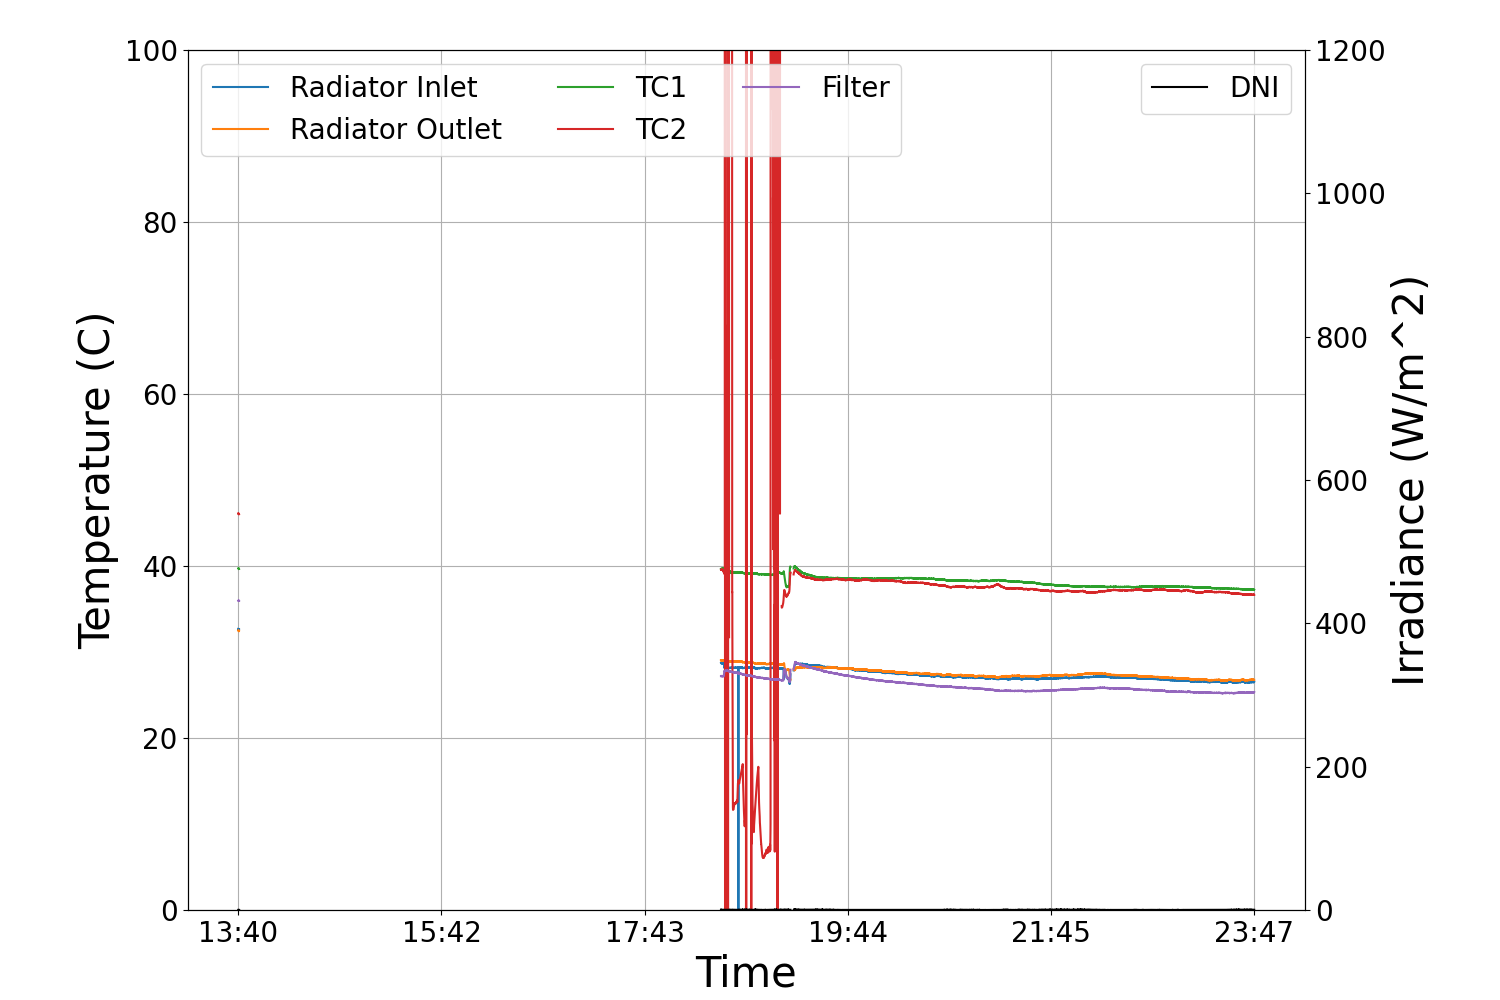 100
80
60
40
20
0
Temperature (C)
Radiator Inlet
Radiator Outlet
TC1
TC2
Filter
DNI
1200
1000
800
600
400
200
0
Irradiance (W/m^2)
13:40 15:42 17:43 19:44 21:45 23:47
Time